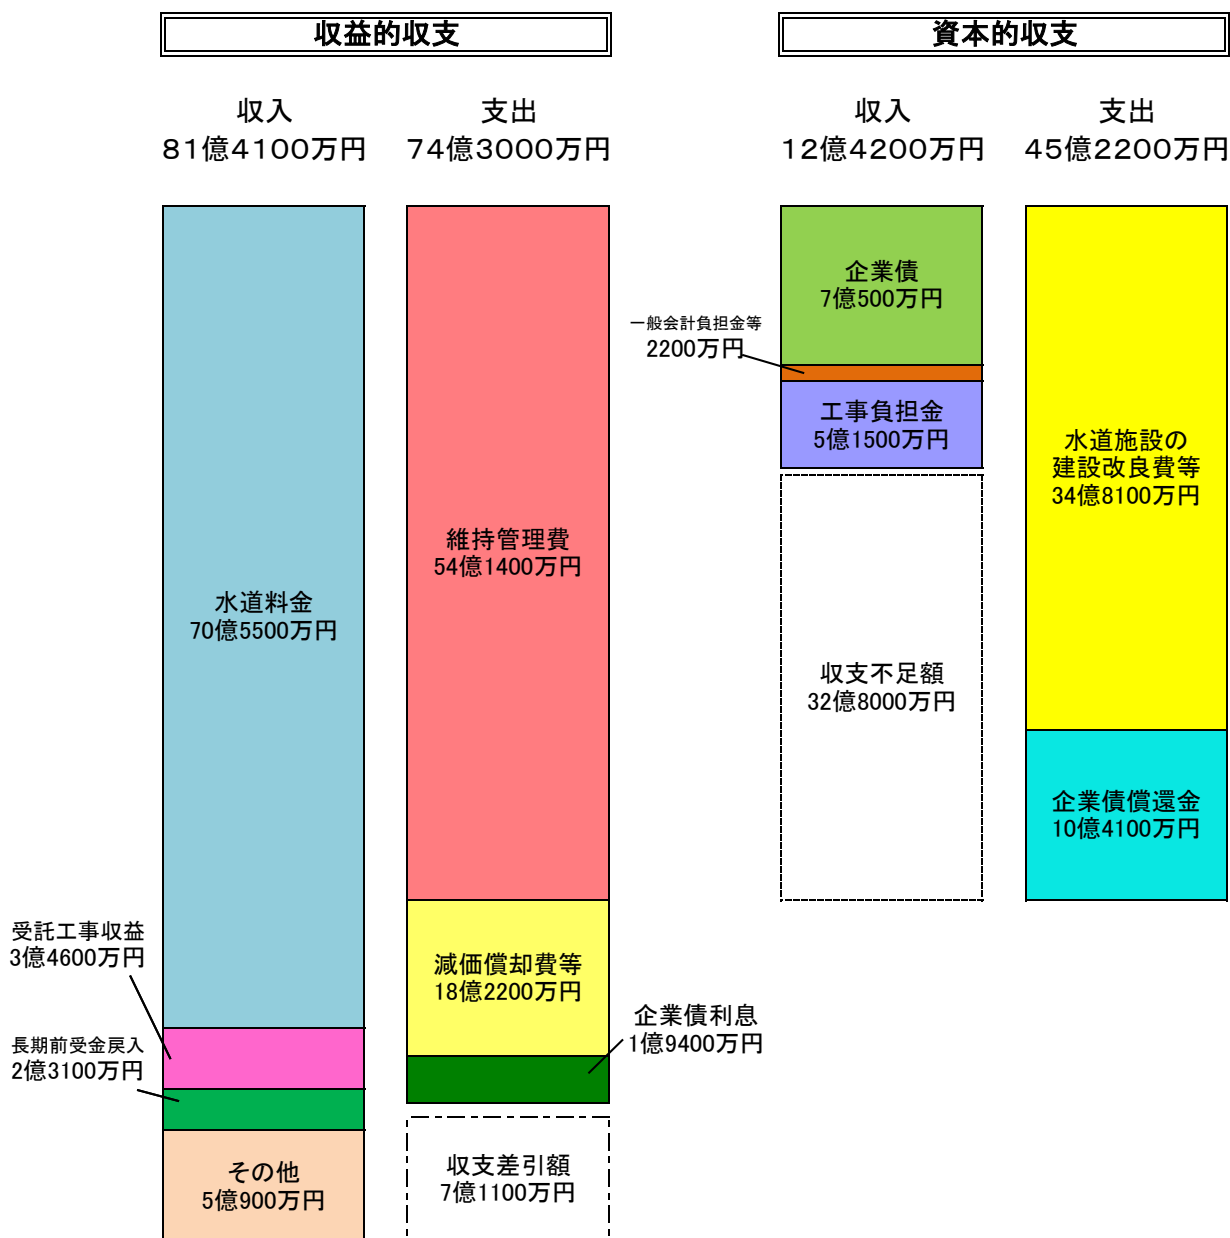 収益的収支
収入
81億4100万円
支出
74億3000万円
水道料金
70億5500万円
受託工事収益
3億4600万円
長期前受金戻入
2億3100万円
その他
5億900万円
維持管理費
54億1400万円
減価償却費等
18億2200万円
企業債利息
1億9400万円
収支差引額
7億1100万円
資本的収支
収入
12億4200万円
支出
45億2200万円
企業債
7億500万円
一般会計負担金等
2200万円
工事負担金
5億1500万円
収支不足額
32億8000万円
水道施設の
建設改良費等
34億8100万円
企業債償還金
10億4100万円